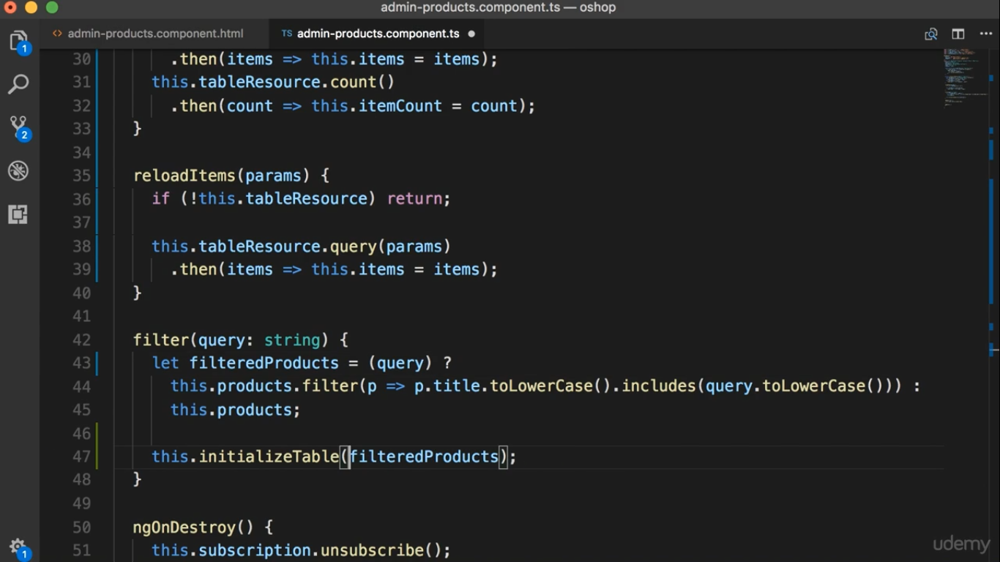 admin-products.component.ts — oshop
<> admin-products.component.html
TS admin-products.component.ts ●
1
2
1
30 .then(items => this.items = items);
31 this.tableResource.count()
32 .then(count => this.itemCount = count);
33 }
34
35 reloadItems(params) {
36 if (!this.tableResource) return;
37
38 this.tableResource.query(params)
39 .then(items => this.items = items);
40 }
41
42 filter(query: string) {
43 let filteredProducts = (query) ?
44 this.products.filter(p => p.title.toLowerCase().includes(query.toLowerCase())) :
45 this.products;
46
47 this.initializeTable(filteredProducts);
48 }
49
50 ngOnDestroy() {
51 this.subscription.unsubscribe();
udemy